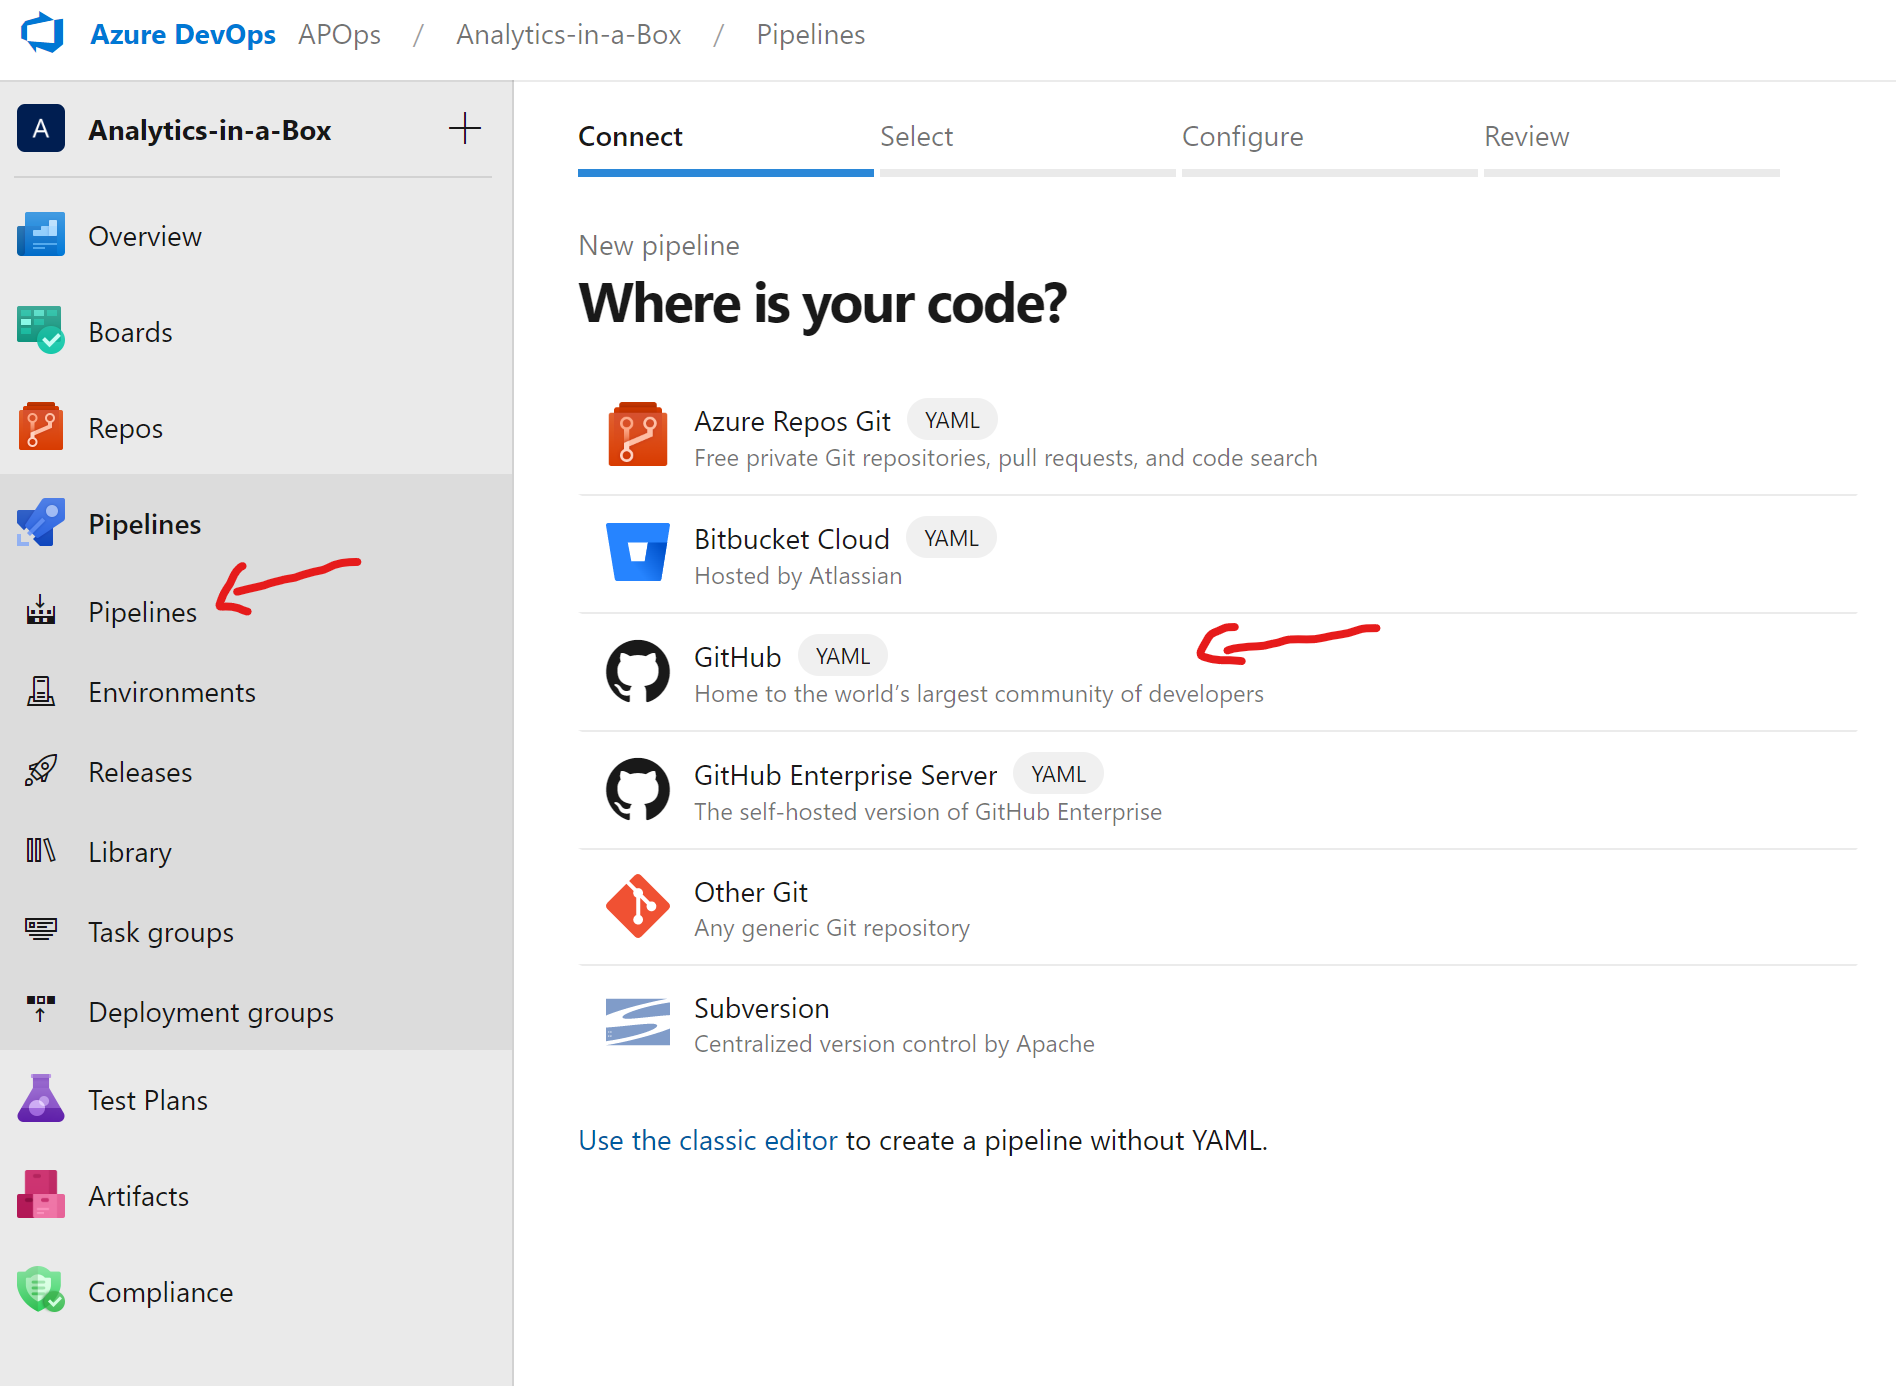 Azure DevOps APOps / Analytics-in-a-Box / Pipelines
A Analytics-in-a-Box +
Overview
Boards
Repos
Pipelines
Pipelines
Environments
Releases
Library
Task groups
Deployment groups
Test Plans
Artifacts
Compliance
Connect Select Configure Review
New pipeline
Where is your code?
Azure Repos Git YAML
Free private Git repositories, pull requests, and code search
Bitbucket Cloud YAML
Hosted by Atlassian
GitHub YAML
Home to the world’s largest community of developers
GitHub Enterprise Server YAML
The self-hosted version of GitHub Enterprise
Other Git
Any generic Git repository
Subversion
Centralized version control by Apache
Use the classic editor to create a pipeline without YAML.